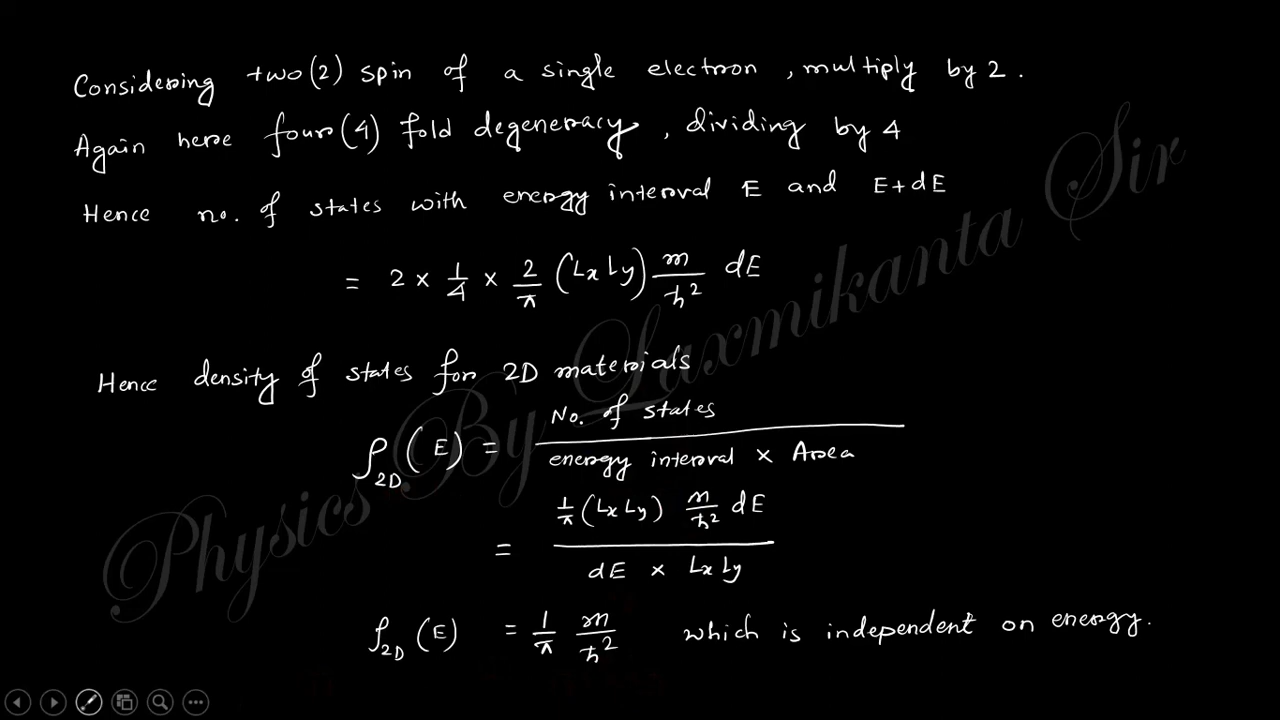 Considering two(2) spin of a single electron, multiply by 2.
Again here four(4) fold degeneracy, dividing by 4
Hence no. of states with energy interval E and E+dE
= 2 × 1/4 × 2/π (Lx Ly) m/ħ² dE
Hence density of states for 2D materials
ρ2D (E) = No. of states / energy interval × Area
= 1/π (Lx Ly) m/ħ² dE / dE × Lx Ly
ρ2D (E) = 1/π m/ħ² which is independent on energy.
Physics By Laxmikanta Sir